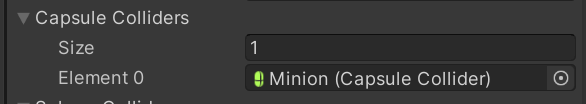 Capsule Colliders
Size 1
Element 0 Minion (Capsule Collider)